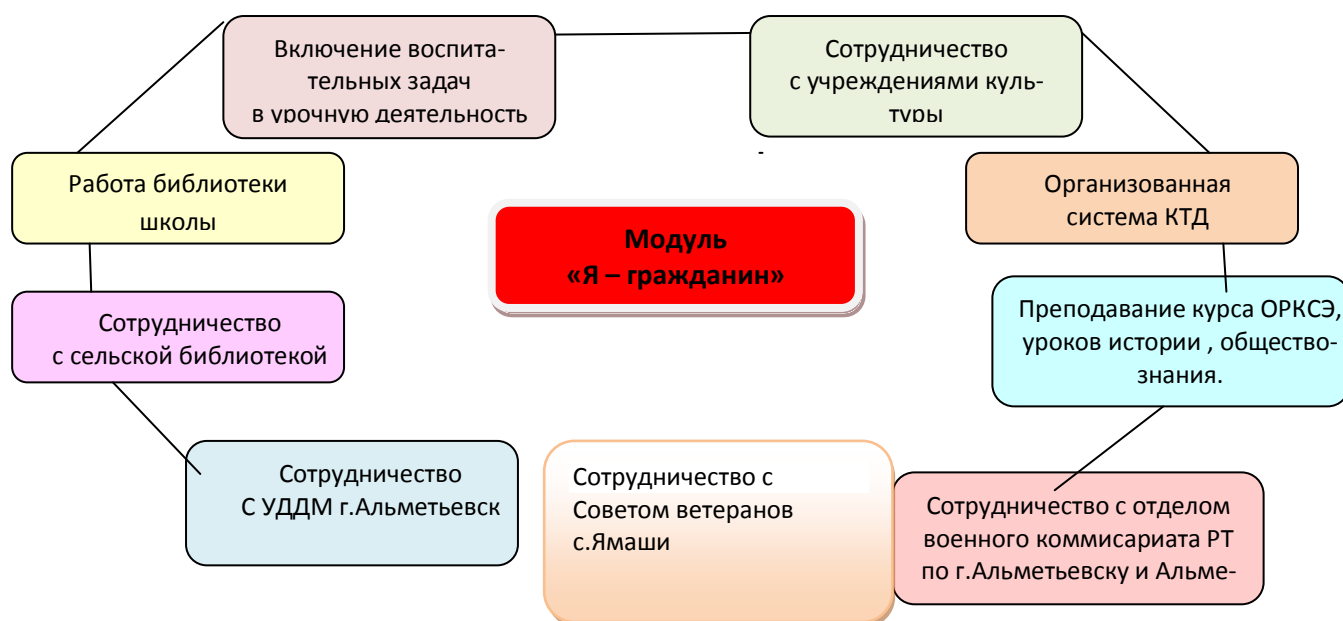 Включение воспита-
тельных задач
в урочную деятельность
Сотрудничество
с учреждениями куль-
туры
-
Работа библиотеки
школы
Организованная
система КТД
Модуль
«Я – гражданин»
Сотрудничество
с сельской библиотекой
Преподавание курса ОРКСЭ,
уроков истории , общество-
знания.
Сотрудничество
С УДДМ г.Альметьевск
Сотрудничество с
Советом ветеранов
с.Ямаши
Сотрудничество с отделом
военного коммисариата РТ
по г.Альметьевску и Альме-